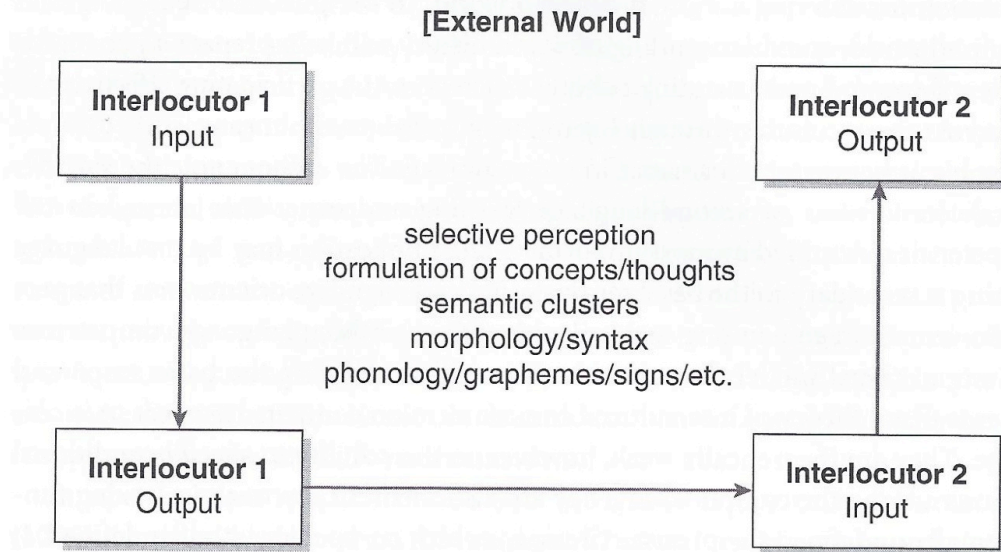 [External World]
Interlocutor 1
Input
Interlocutor 2
Output
selective perception
formulation of concepts/thoughts
semantic clusters
morphology/syntax
phonology/graphemes/signs/etc.
Interlocutor 1
Output
Interlocutor 2
Input